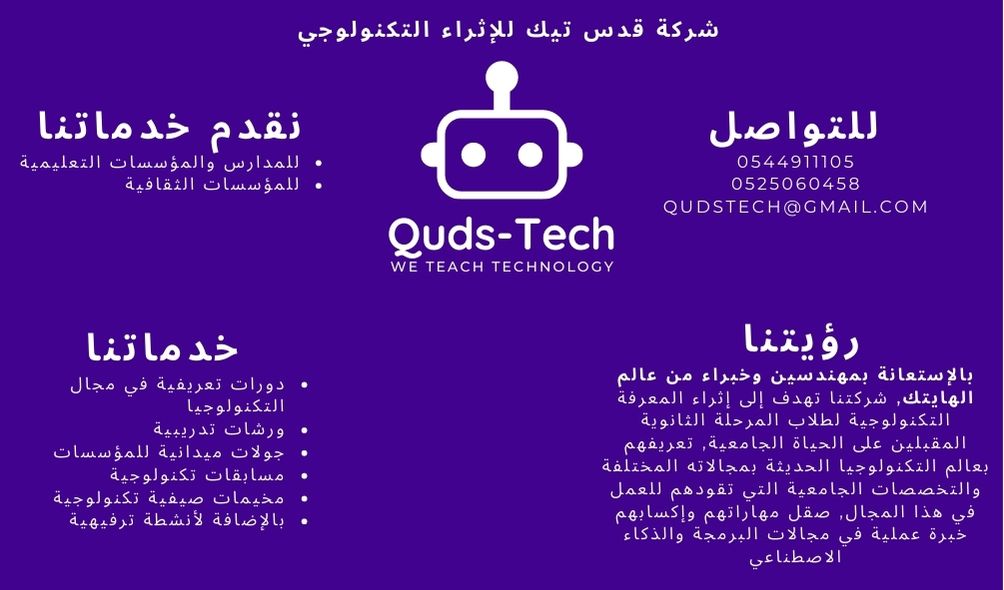 شركة قدس تيك للإثراء التكنولوجي
للتواصل
0544911105
0525060458
QUDSTECH@GMAIL.COM
Quds-Tech
WE TEACH TECHNOLOGY
نقدم خدماتنا
• للمدارس والمؤسسات التعليمية
• للمؤسسات الثقافية
رؤيتنا
بالإستعانة بمهندسين وخبراء من عالم
الهايتك, شركتنا تهدف إلى إثراء المعرفة
التكنولوجية لطلاب المرحلة الثانوية
المقبلين على الحياة الجامعية, تعريفهم
بعالم التكنولوجيا الحديثة بمجالاته المختلفة
والتخصصات الجامعية التي تقودهم للعمل
في هذا المجال, صقل مهاراتهم وإكسابهم
خبرة عملية في مجالات البرمجة والذكاء
الاصطناعي
خدماتنا
• دورات تعريفية في مجال
التكنولوجيا
• ورشات تدريبية
• جولات ميدانية للمؤسسات
• مسابقات تكنولوجية
• مخيمات صيفية تكنولوجية
• بالإضافة لأنشطة ترفيهية